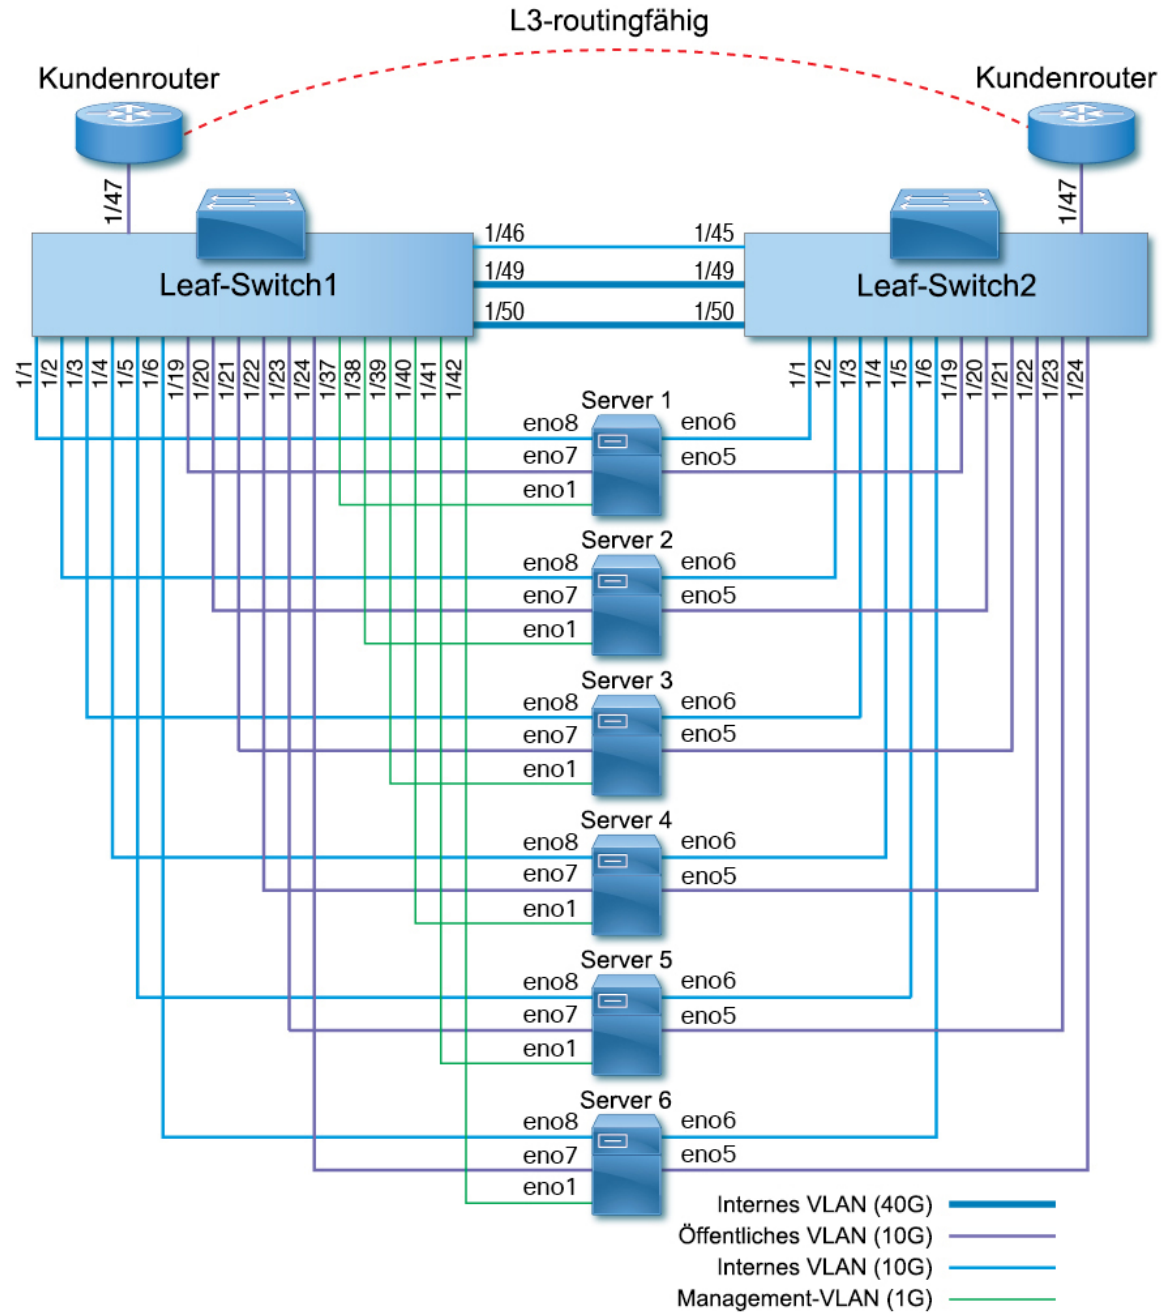 L3-routingfähig
Kundenrouter
Kundenrouter
1/47
1/47
Leaf-Switch1
Leaf-Switch2
1/46
1/45
1/49
1/49
1/50
1/50
1/1
1/2
1/3
1/4
1/5
1/6
1/19
1/20
1/21
1/22
1/23
1/24
1/37
1/38
1/39
1/40
1/41
1/42
1/1
1/2
1/3
1/4
1/5
1/6
1/19
1/20
1/21
1/22
1/23
1/24
Server 1
eno8
eno6
eno7
eno5
eno1
Server 2
eno8
eno6
eno7
eno5
eno1
Server 3
eno8
eno6
eno7
eno5
eno1
Server 4
eno8
eno6
eno7
eno5
eno1
Server 5
eno8
eno6
eno7
eno5
eno1
Server 6
eno8
eno6
eno7
eno5
eno1
Internes VLAN (40G)
Öffentliches VLAN (10G)
Internes VLAN (10G)
Management-VLAN (1G)